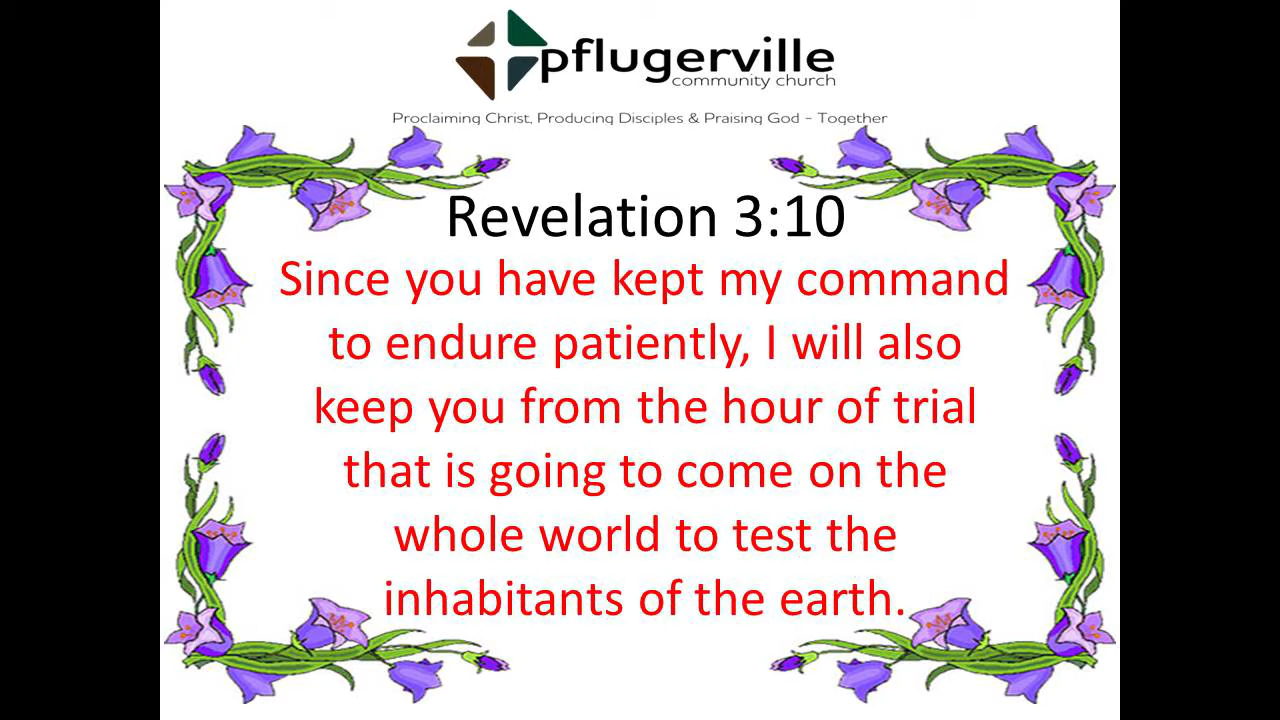 pflugerville
community church
Proclaiming Christ, Producing Disciples & Praising God - Together
Revelation 3:10
Since you have kept my command
to endure patiently, I will also
keep you from the hour of trial
that is going to come on the
whole world to test the
inhabitants of the earth.